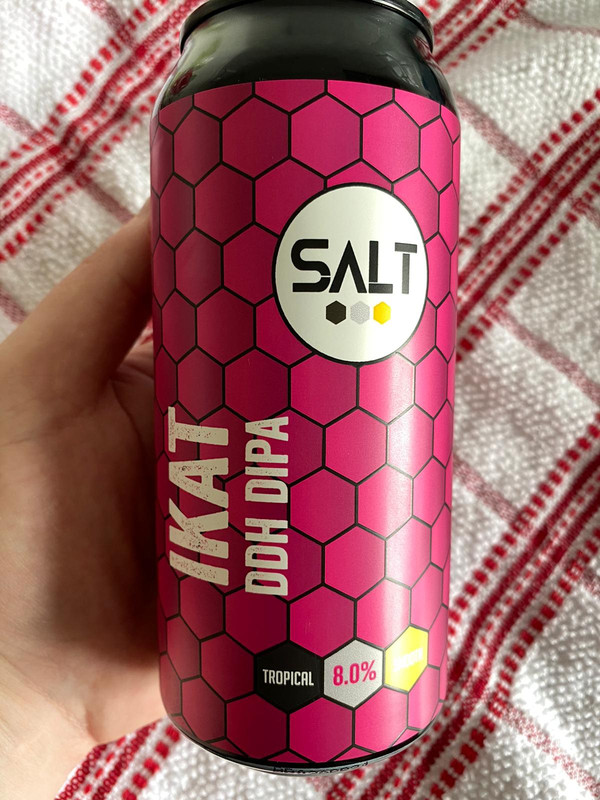 SALT
IKAT
DDH DIPA
TROPICAL
8.0%